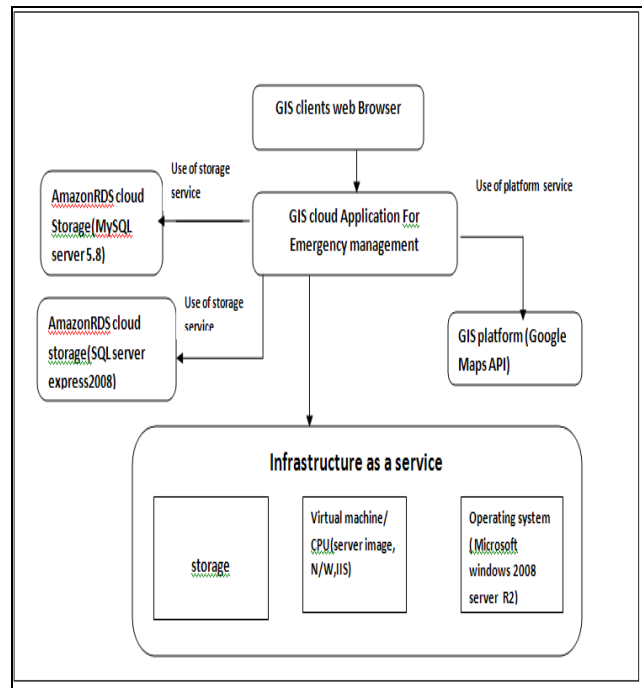 GIS clients web Browser
Use of storage
service
Use of platform service
AmazonRDS cloud
Storage(MySQL
server 5.8)
GIS cloud Application For
Emergency management
Use of storage
service
AmazonRDS cloud
storage(SQL server
express2008)
GIS platform (Google
Maps API)
Infrastructure as a service
storage
Virtual machine/
CPU(server image,
N/W,IIS)
Operating system
( Microsoft
windows 2008
server R2)